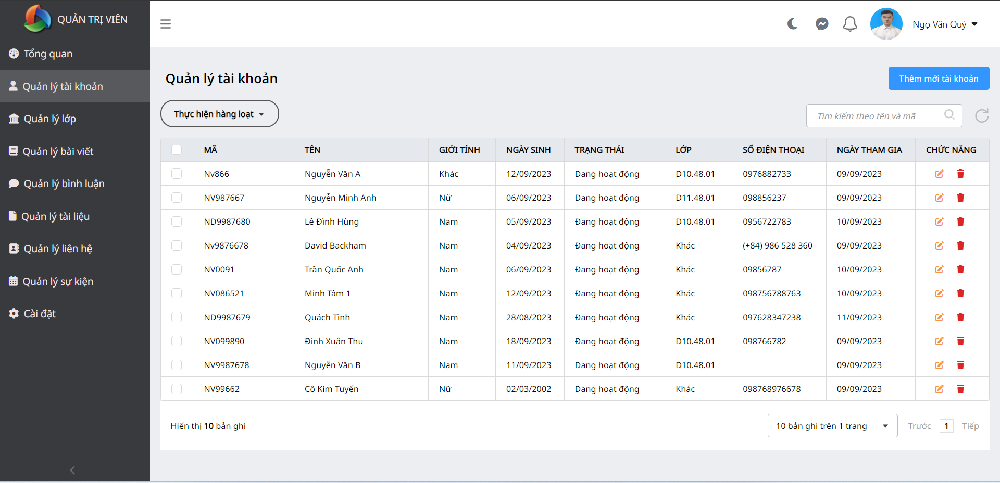 QUẢN TRỊ VIÊN
Tổng quan
Quản lý tài khoản
Quản lý lớp
Quản lý bài viết
Quản lý bình luận
Quản lý tài liệu
Quản lý liên hệ
Quản lý sự kiện
Cài đặt
Ngọ Văn Quý
Quản lý tài khoản
Thêm mới tài khoản
Thực hiện hàng loạt
Tìm kiếm theo tên và mã
MÃ TÊN GIỚI TÍNH NGÀY SINH TRẠNG THÁI LỚP SỐ ĐIỆN THOẠI NGÀY THAM GIA CHỨC NĂNG
Nv866 Nguyễn Văn A Khác 12/09/2023 Đang hoạt động D10.48.01 0976882733 09/09/2023
NV987667 Nguyễn Minh Anh Nữ 06/09/2023 Đang hoạt động D11.48.01 098856237 09/09/2023
ND9987680 Lê Đình Hùng Nam 05/09/2023 Đang hoạt động D10.48.01 0956722783 10/09/2023
Nv9876678 David Backham Nam 04/09/2023 Đang hoạt động Khác (+84) 986 528 360 09/09/2023
NV0091 Trần Quốc Anh Nam 06/09/2023 Đang hoạt động Khác 09856787 10/09/2023
NV086521 Minh Tâm 1 Nam 12/09/2023 Đang hoạt động Khác 098756788763 10/09/2023
ND9987679 Quách Tĩnh Nam 28/08/2023 Đang hoạt động Khác 097628347238 11/09/2023
NV099890 Đinh Xuân Thu Nam 18/09/2023 Đang hoạt động D10.48.01 098766782 09/09/2023
NV9987678 Nguyễn Văn B Nam 11/09/2023 Đang hoạt động D10.48.01 09/09/2023
NV99662 Cô Kim Tuyến Nữ 02/03/2002 Đang hoạt động Khác 098768976678 09/09/2023
Hiển thị 10 bản ghi
10 bản ghi trên 1 trang
Trước 1 Tiếp